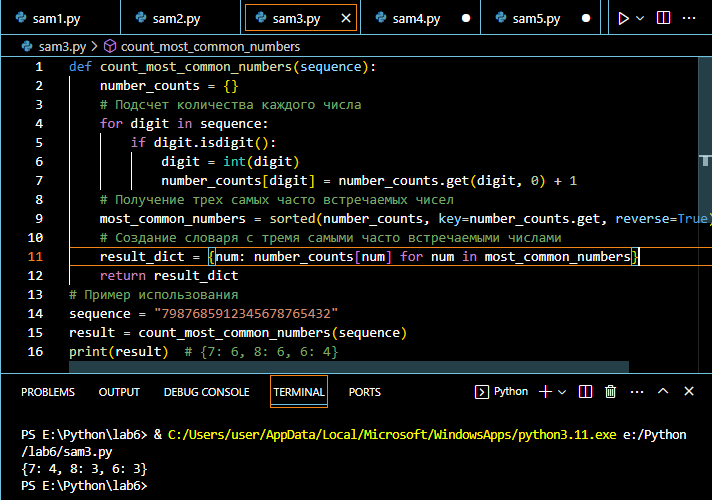 sam1.py sam2.py sam3.py sam4.py sam5.py
sam3.py > count_most_common_numbers
1 def count_most_common_numbers(sequence):
2 number_counts = {}
3 # Подсчет количества каждого числа
4 for digit in sequence:
5 if digit.isdigit():
6 digit = int(digit)
7 number_counts[digit] = number_counts.get(digit, 0) + 1
8 # Получение трех самых часто встречаемых чисел
9 most_common_numbers = sorted(number_counts, key=number_counts.get, reverse=True)
10 # Создание словаря с тремя самыми часто встречаемыми числами
11 result_dict = {num: number_counts[num] for num in most_common_numbers}
12 return result_dict
13 # Пример использования
14 sequence = "7987685912345678765432"
15 result = count_most_common_numbers(sequence)
16 print(result) # {7: 6, 8: 6, 6: 4}
PROBLEMS OUTPUT DEBUG CONSOLE TERMINAL PORTS Python
PS E:\Python\lab6> & C:/Users/user/AppData/Local/Microsoft/WindowsApps/python3.11.exe e:/Python
/lab6/sam3.py
{7: 4, 8: 3, 6: 3}
PS E:\Python\lab6>